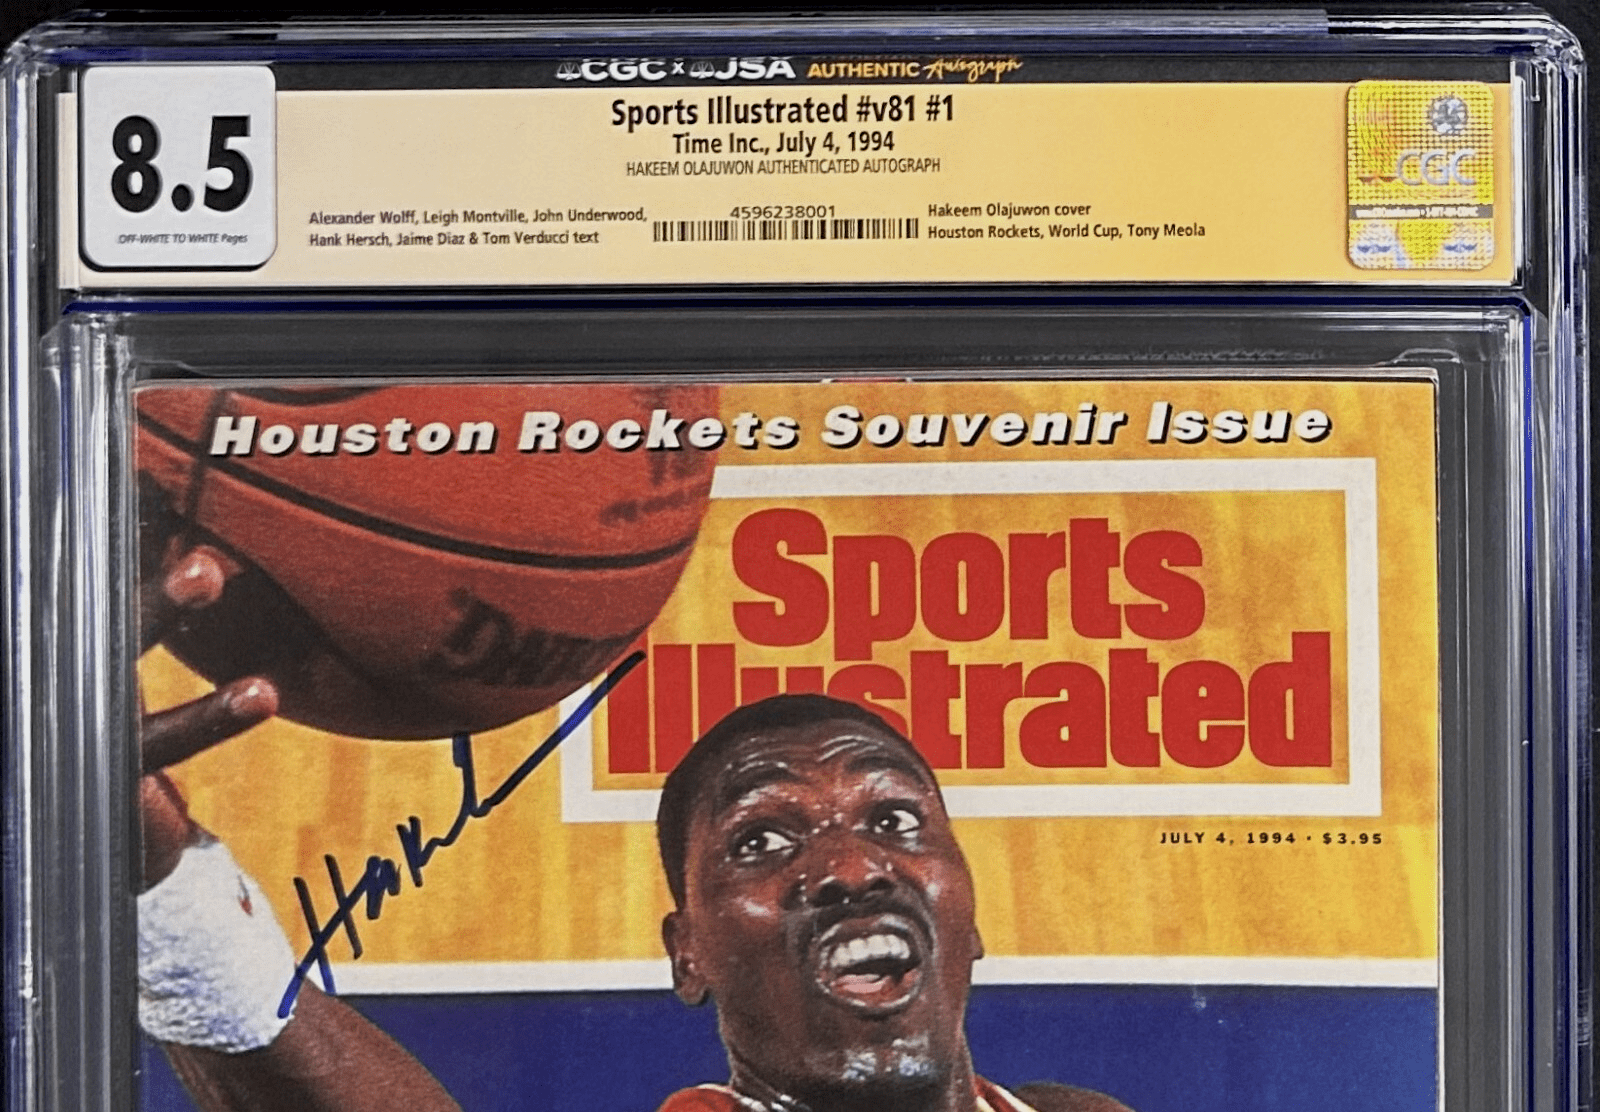 CGC x JSA AUTHENTIC Autograph
8.5
OFF-WHITE TO WHITE Pages
Sports Illustrated #v81 #1
Time Inc., July 4, 1994
HAKEEM OLAJUWON AUTHENTICATED AUTOGRAPH
Alexander Wolff, Leigh Montville, John Underwood,
Hank Hersch, Jaime Diaz & Tom Verducci text
4596238001
Hakeem Olajuwon cover
Houston Rockets, World Cup, Tony Meola
CGC
Houston Rockets Souvenir Issue
Sports
Illustrated
JULY 4, 1994 · $3.95